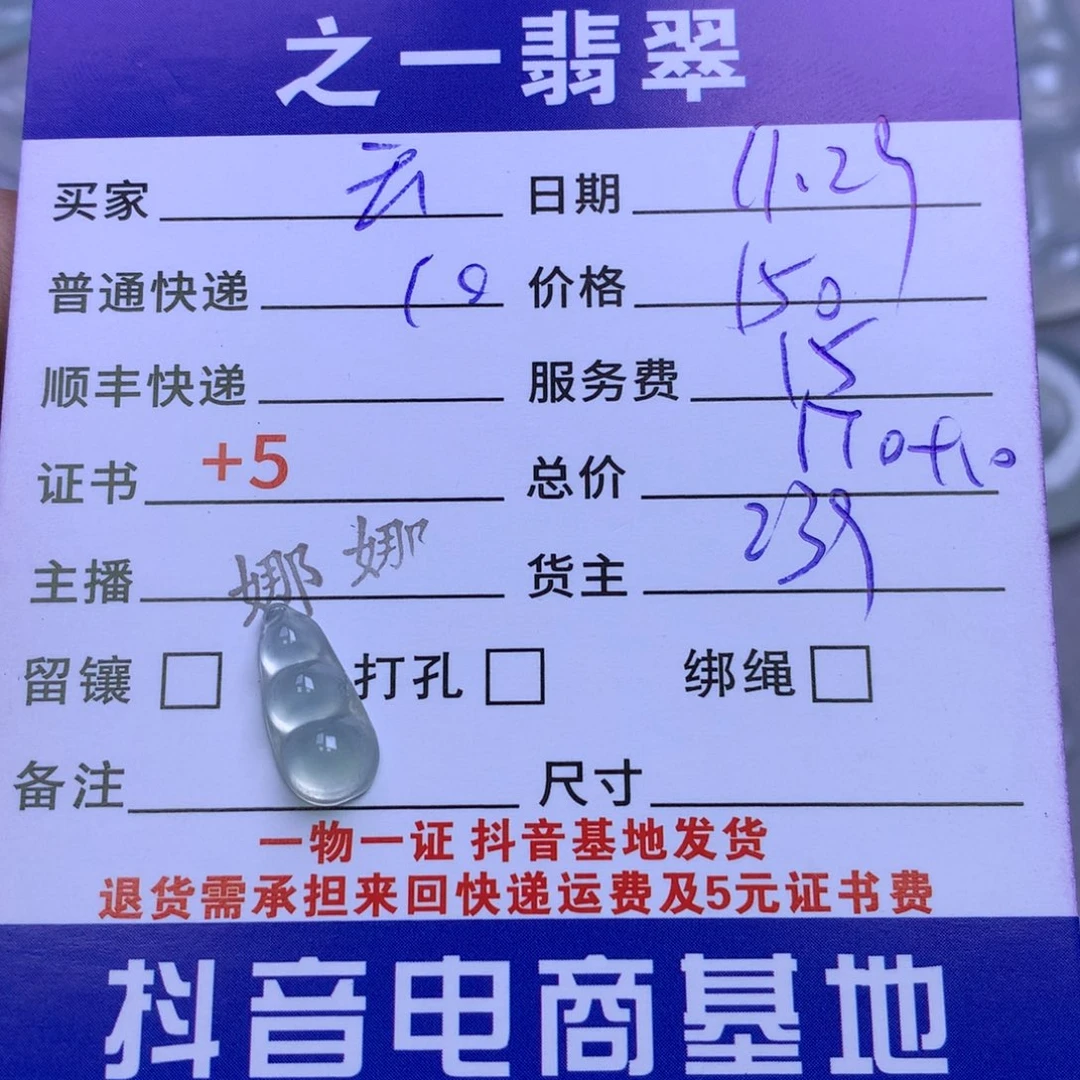 之一翡翠
买家 云 日期 11.29
普通快递 10 价格 150
顺丰快递 服务费 15
证书 +5 总价 170+10
主播 娜娜 货主 239
留镶 打孔 绑绳
备注 尺寸
一物一证 抖音基地发货
退货需承担来回快递运费及5元证书费
抖音电商基地